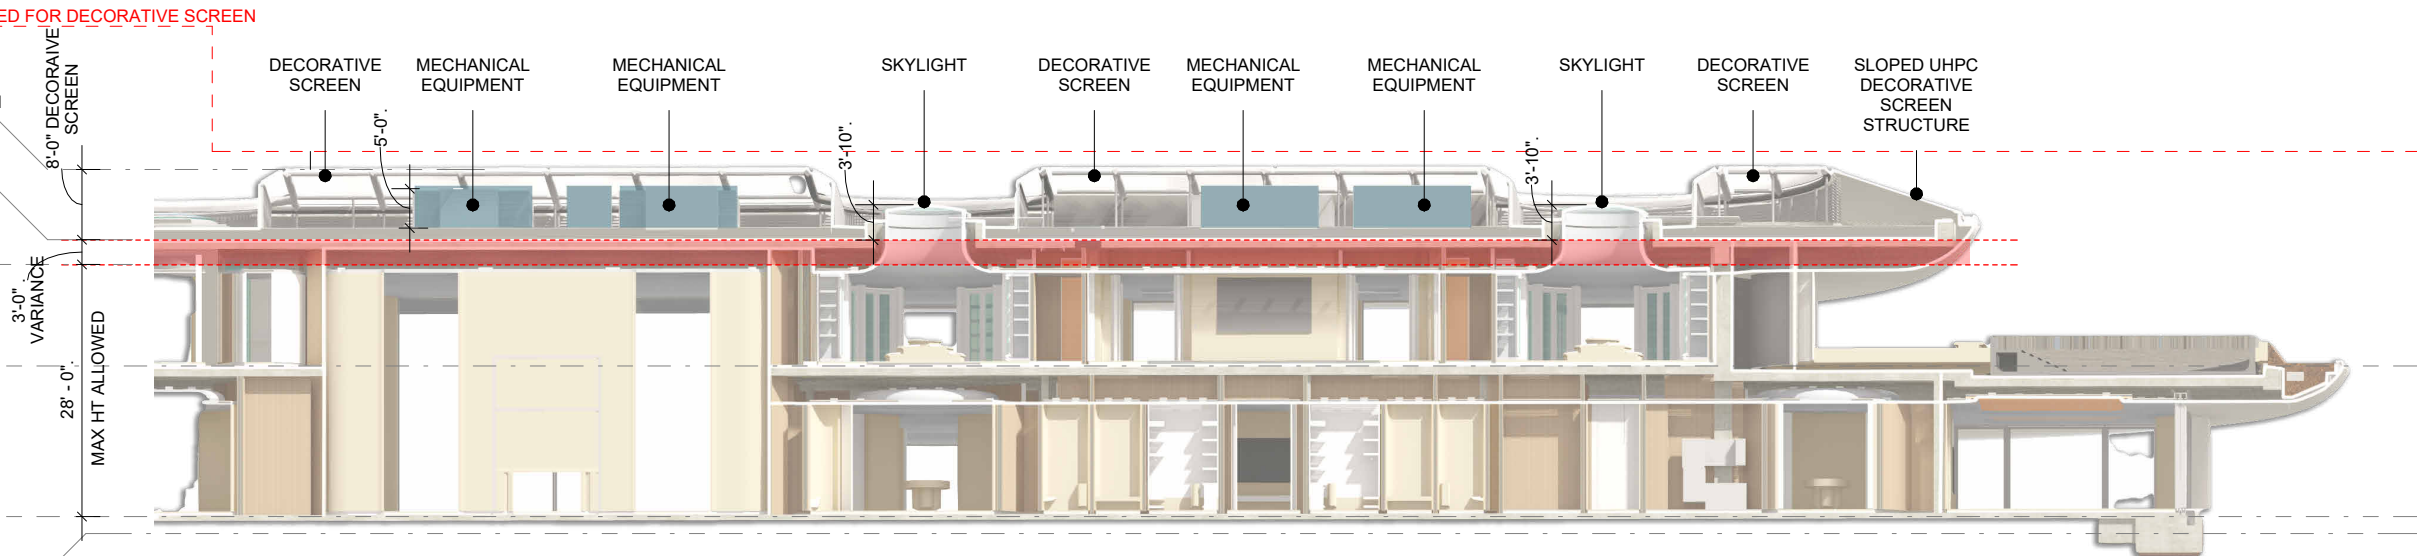 ED FOR DECORATIVE SCREEN
8'-0" DECORAIVE
SCREEN
DECORATIVE
SCREEN
MECHANICAL
EQUIPMENT
MECHANICAL
EQUIPMENT
SKYLIGHT
DECORATIVE
SCREEN
MECHANICAL
EQUIPMENT
MECHANICAL
EQUIPMENT
SKYLIGHT
DECORATIVE
SCREEN
SLOPED UHPC
DECORATIVE
SCREEN
STRUCTURE
5'-0".
3'-10".
3'-10".
3'-0".
VARIANCE
28' - 0".
MAX HT ALLOWED